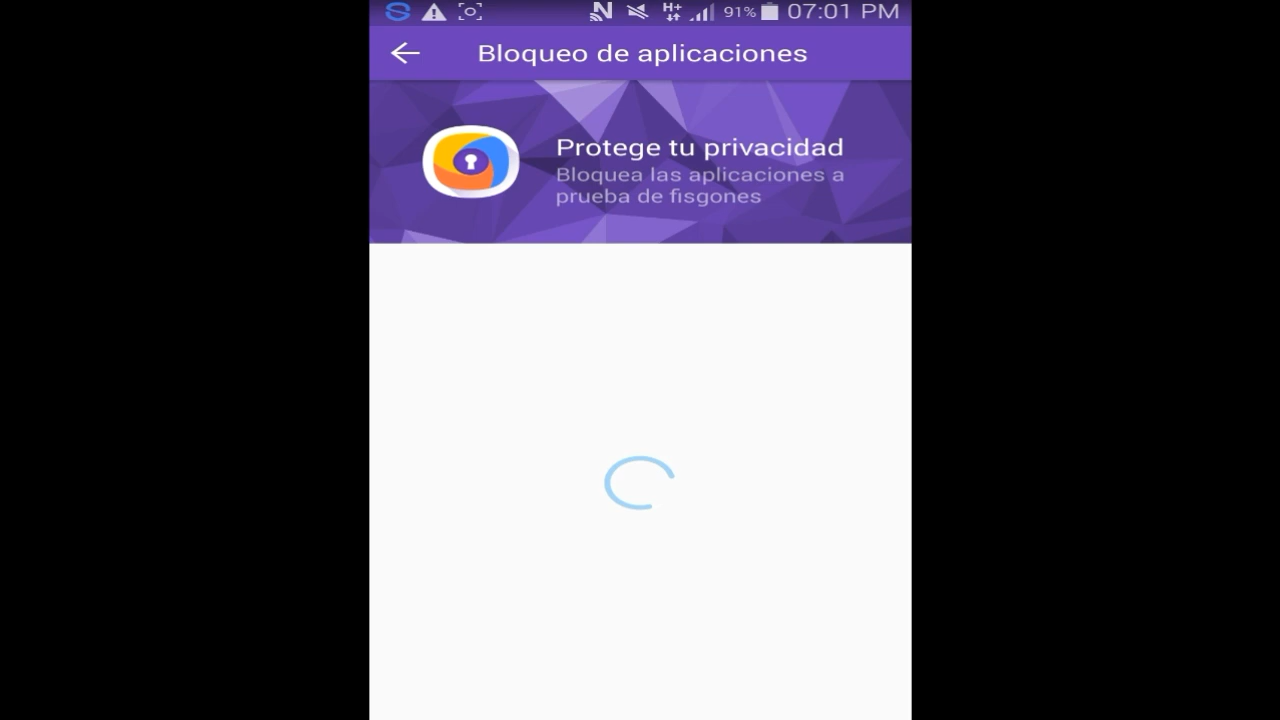 H+ 91% 07:01 PM
Bloqueo de aplicaciones
Protege tu privacidad
Bloquea las aplicaciones a
prueba de fisgones